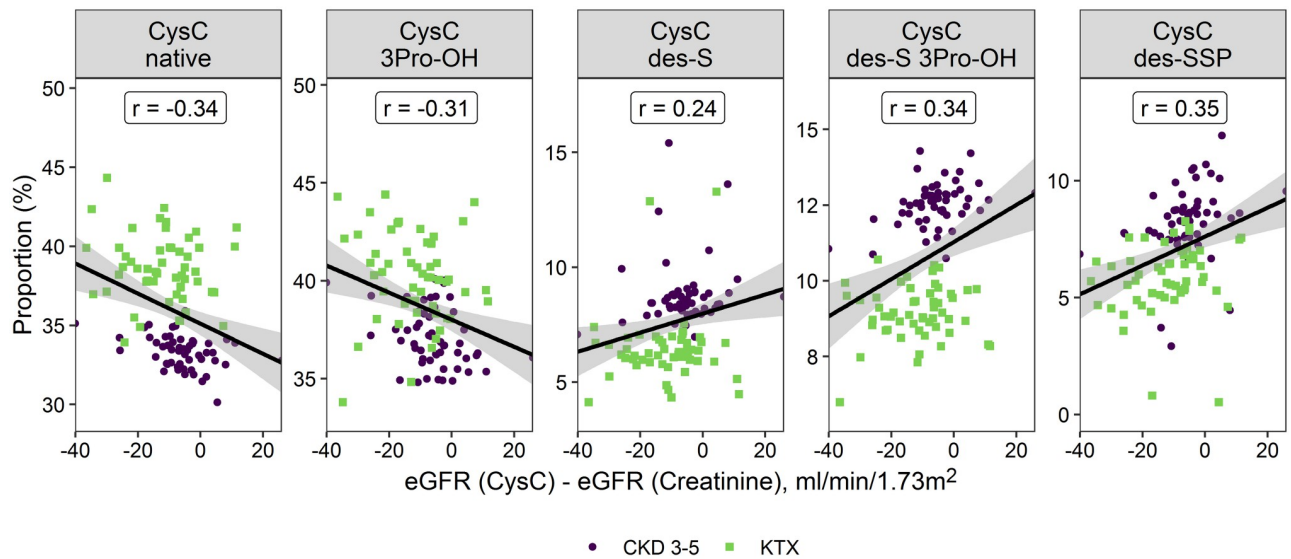 CysC
native
CysC
3Pro-OH
CysC
des-S
CysC
des-S 3Pro-OH
CysC
des-SSP
r = -0.34
r = -0.31
r = 0.24
r = 0.34
r = 0.35
Proportion (%)
50
45
40
35
30
50
45
40
35
15
10
5
15
12
10
8
10
5
0
-40 -20 0 20
-40 -20 0 20
-40 -20 0 20
-40 -20 0 20
-40 -20 0 20
eGFR (CysC) - eGFR (Creatinine), ml/min/1.73m²
CKD 3-5 KTX